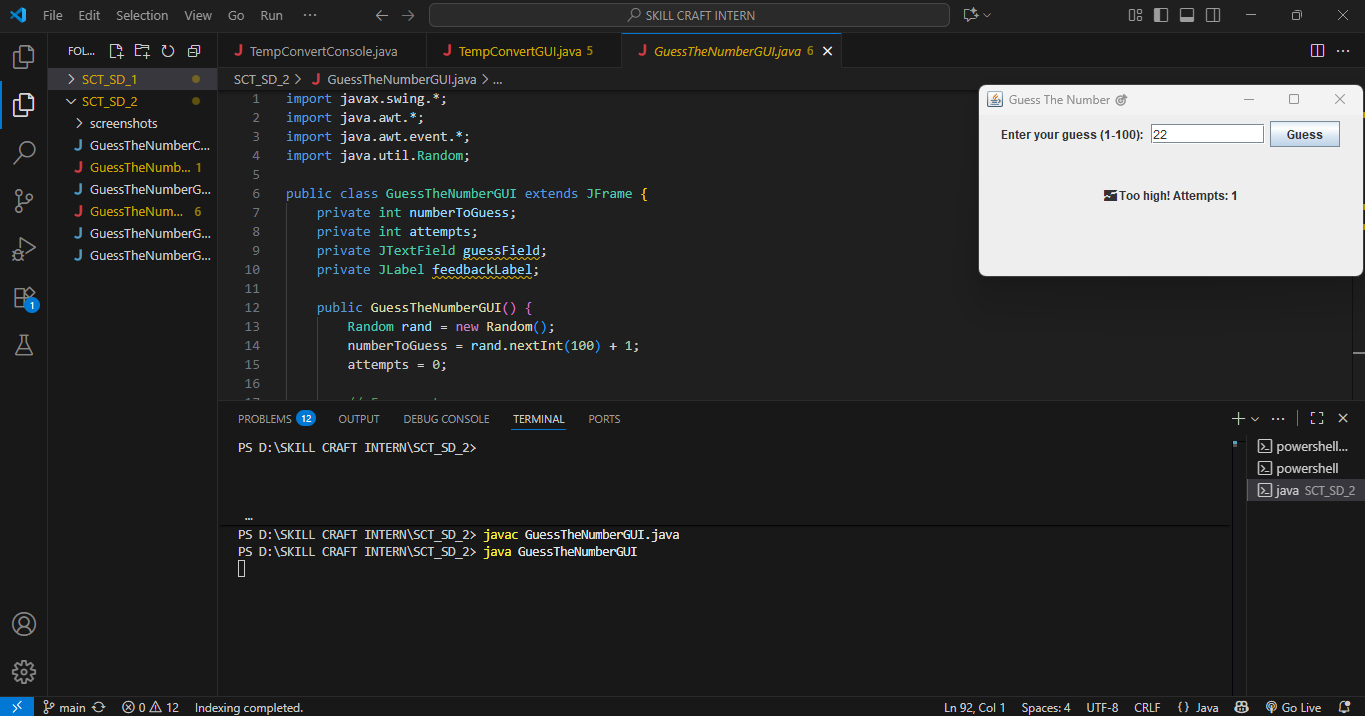 File Edit Selection View Go Run ··· SKILL CRAFT INTERN
FOL...
SCT_SD_1
SCT_SD_2
screenshots
GuessTheNumberC...
GuessTheNumb... 1
GuessTheNumberG...
GuessTheNum... 6
GuessTheNumberG...
GuessTheNumberG...
1
TempConvertConsole.java TempConvertGUI.java 5 GuessTheNumberGUI.java 6
SCT_SD_2 > GuessTheNumberGUI.java > ...
1 import javax.swing.*;
2 import java.awt.*;
3 import java.awt.event.*;
4 import java.util.Random;
5
6 public class GuessTheNumberGUI extends JFrame {
7 private int numberToGuess;
8 private int attempts;
9 private JTextField guessField;
10 private JLabel feedbackLabel;
11
12 public GuessTheNumberGUI() {
13 Random rand = new Random();
14 numberToGuess = rand.nextInt(100) + 1;
15 attempts = 0;
16
Guess The Number
Enter your guess (1-100): 22 Guess
Too high! Attempts: 1
PROBLEMS 12 OUTPUT DEBUG CONSOLE TERMINAL PORTS
PS D:\SKILL CRAFT INTERN\SCT_SD_2>
...
PS D:\SKILL CRAFT INTERN\SCT_SD_2> javac GuessTheNumberGUI.java
PS D:\SKILL CRAFT INTERN\SCT_SD_2> java GuessTheNumberGUI
powershell...
powershell
java SCT_SD_2
main 0 12 Indexing completed. Ln 92, Col 1 Spaces: 4 UTF-8 CRLF {} Java Go Live